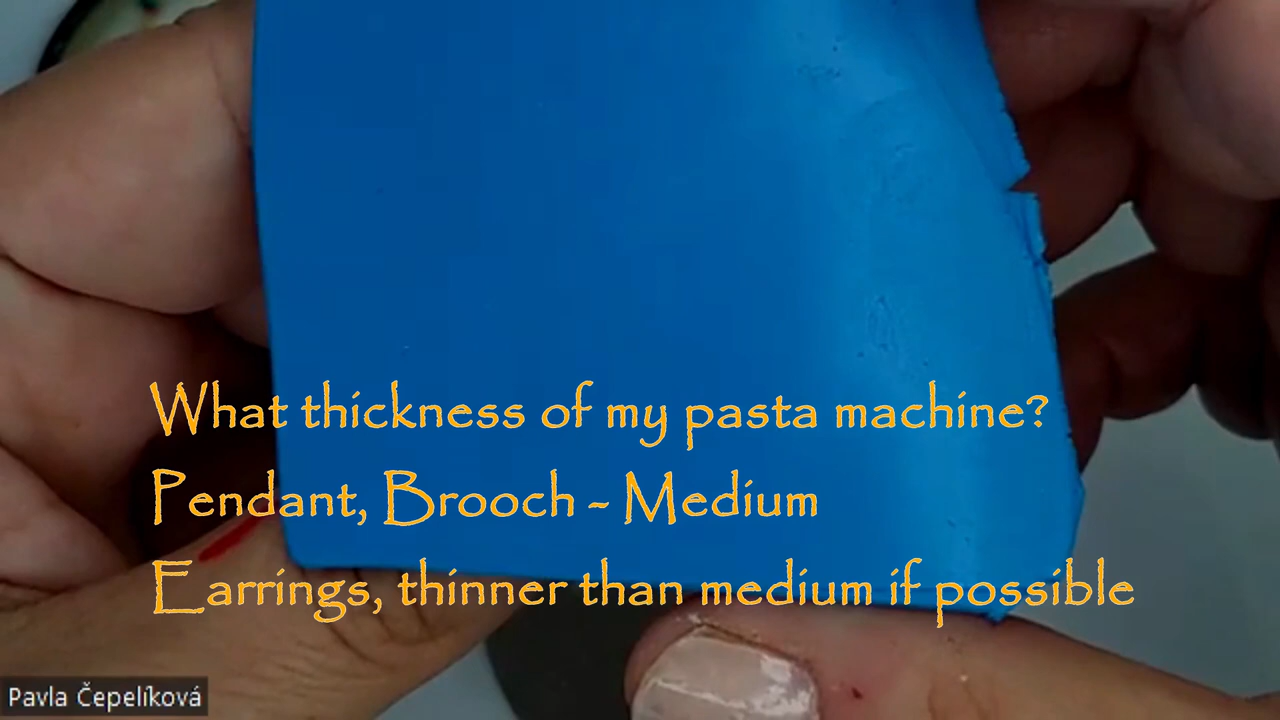 What thickness of my pasta machine?
Pendant, Brooch - Medium
Earrings, thinner than medium if possible
Pavla Čepelíková